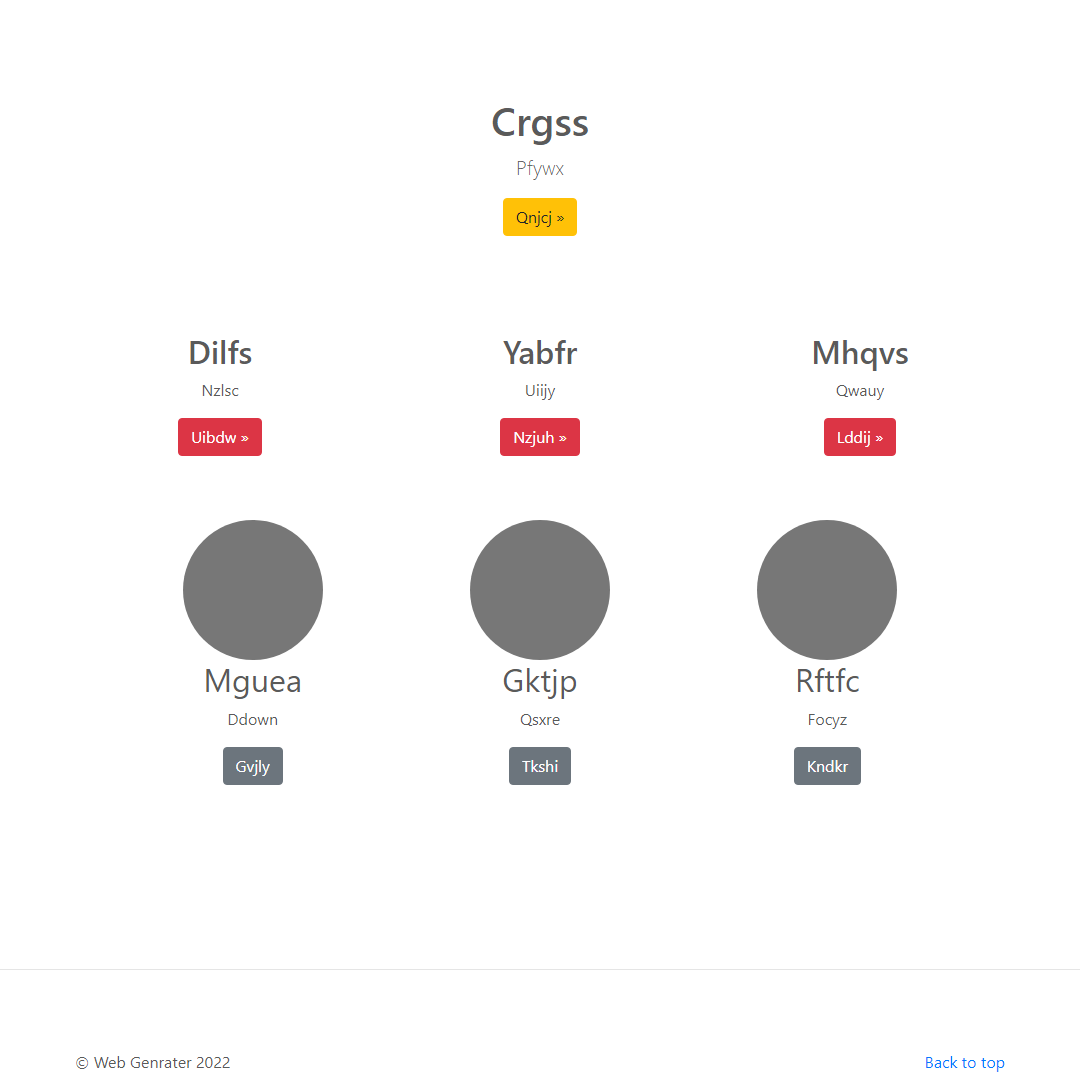 Crgss
Pfywx
Qnjcj »
Dilfs Yabfr Mhqvs
Nzlsc Uiijy Qwauy
Uibdw » Nzjuh » Lddij »
Mguea Gktjp Rftfc
Ddown Qsxre Focyz
Gvjly Tkshi Kndkr
© Web Genrater 2022 Back to top